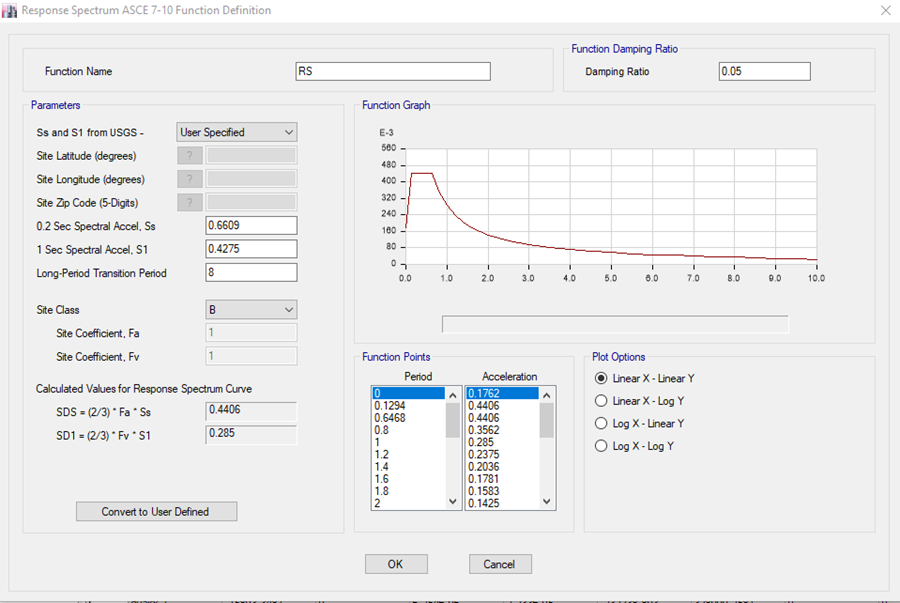 Response Spectrum ASCE 7-10 Function Definition
Function Name
RS
Function Damping Ratio
Damping Ratio
0.05
Parameters
Ss and S1 from USGS -
User Specified
Site Latitude (degrees)
?
Site Longitude (degrees)
?
Site Zip Code (5-Digits)
?
0.2 Sec Spectral Accel, Ss
0.6609
1 Sec Spectral Accel, S1
0.4275
Long-Period Transition Period
8
Site Class
B
Site Coefficient, Fa
1
Site Coefficient, Fv
1
Calculated Values for Response Spectrum Curve
SDS = (2/3) * Fa * Ss
0.4406
SD1 = (2/3) * Fv * S1
0.285
Convert to User Defined
Function Graph
E-3
560
480
400
320
240
160
80
0
0.0 1.0 2.0 3.0 4.0 5.0 6.0 7.0 8.0 9.0 10.0
Function Points
Period Acceleration
0 0.1762
0.1294 0.4406
0.6468 0.4406
0.8 0.3562
1 0.285
1.2 0.2375
1.4 0.2036
1.6 0.1781
1.8 0.1583
2 0.1425
Plot Options
Linear X - Linear Y
Linear X - Log Y
Log X - Linear Y
Log X - Log Y
OK
Cancel